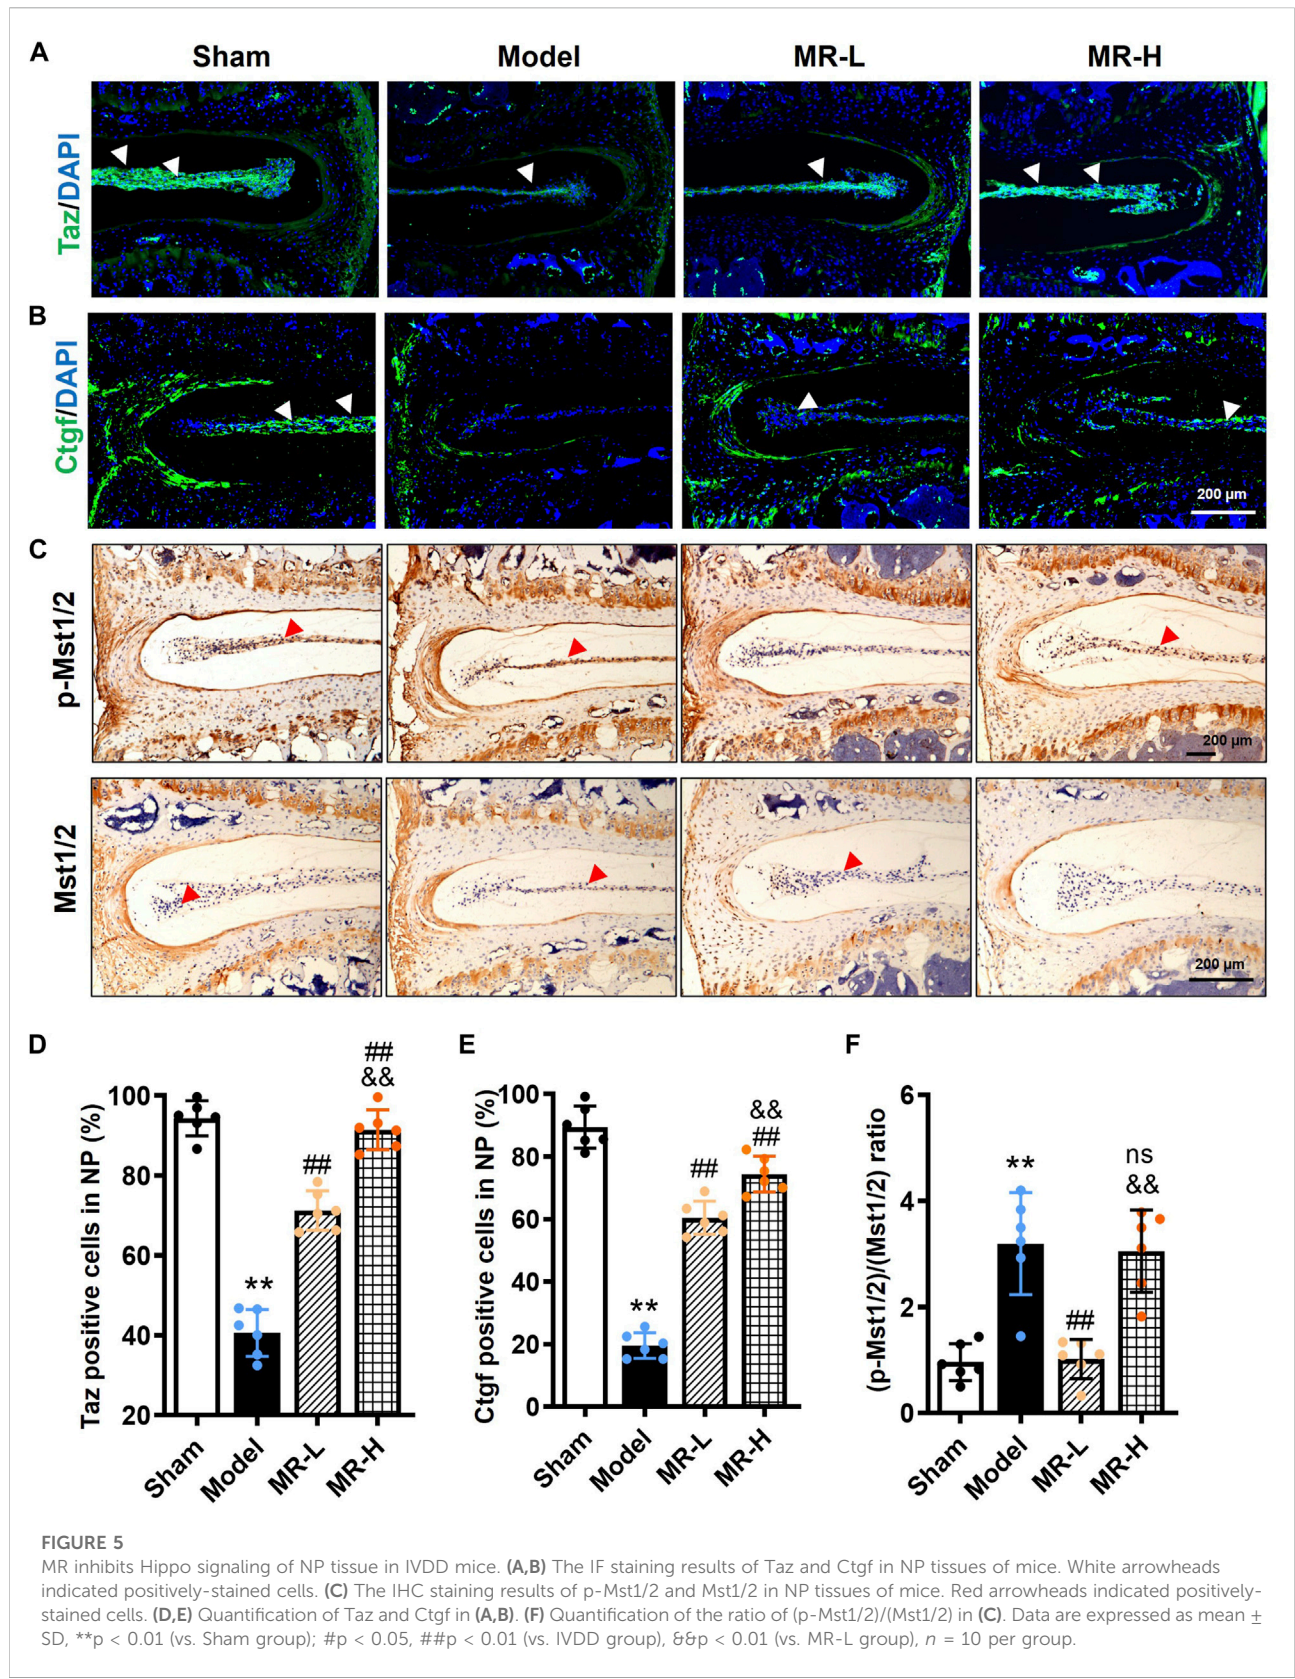 A
Sham
Model
MR-L
MR-H
Taz/DAPI
B
Ctgf/DAPI
200 µm
C
p-Mst1/2
200 µm
Mst1/2
200 µm
D
Taz positive cells in NP (%)
100
80
60
40
20
**
##
##
&&
Sham
Model
MR-L
MR-H
E
Ctgf positive cells in NP (%)
100
80
60
40
20
0
**
##
&&
##
Sham
Model
MR-L
MR-H
F
(p-Mst1/2)/(Mst1/2) ratio
6
4
2
0
**
##
ns
&&
Sham
Model
MR-L
MR-H
FIGURE 5
MR inhibits Hippo signaling of NP tissue in IVDD mice. (A,B) The IF staining results of Taz and Ctgf in NP tissues of mice. White arrowheads
indicated positively-stained cells. (C) The IHC staining results of p-Mst1/2 and Mst1/2 in NP tissues of mice. Red arrowheads indicated positively-
stained cells. (D,E) Quantification of Taz and Ctgf in (A,B). (F) Quantification of the ratio of (p-Mst1/2)/(Mst1/2) in (C). Data are expressed as mean ±
SD, **p < 0.01 (vs. Sham group); #p < 0.05, ##p < 0.01 (vs. IVDD group), &&p < 0.01 (vs. MR-L group), n = 10 per group.